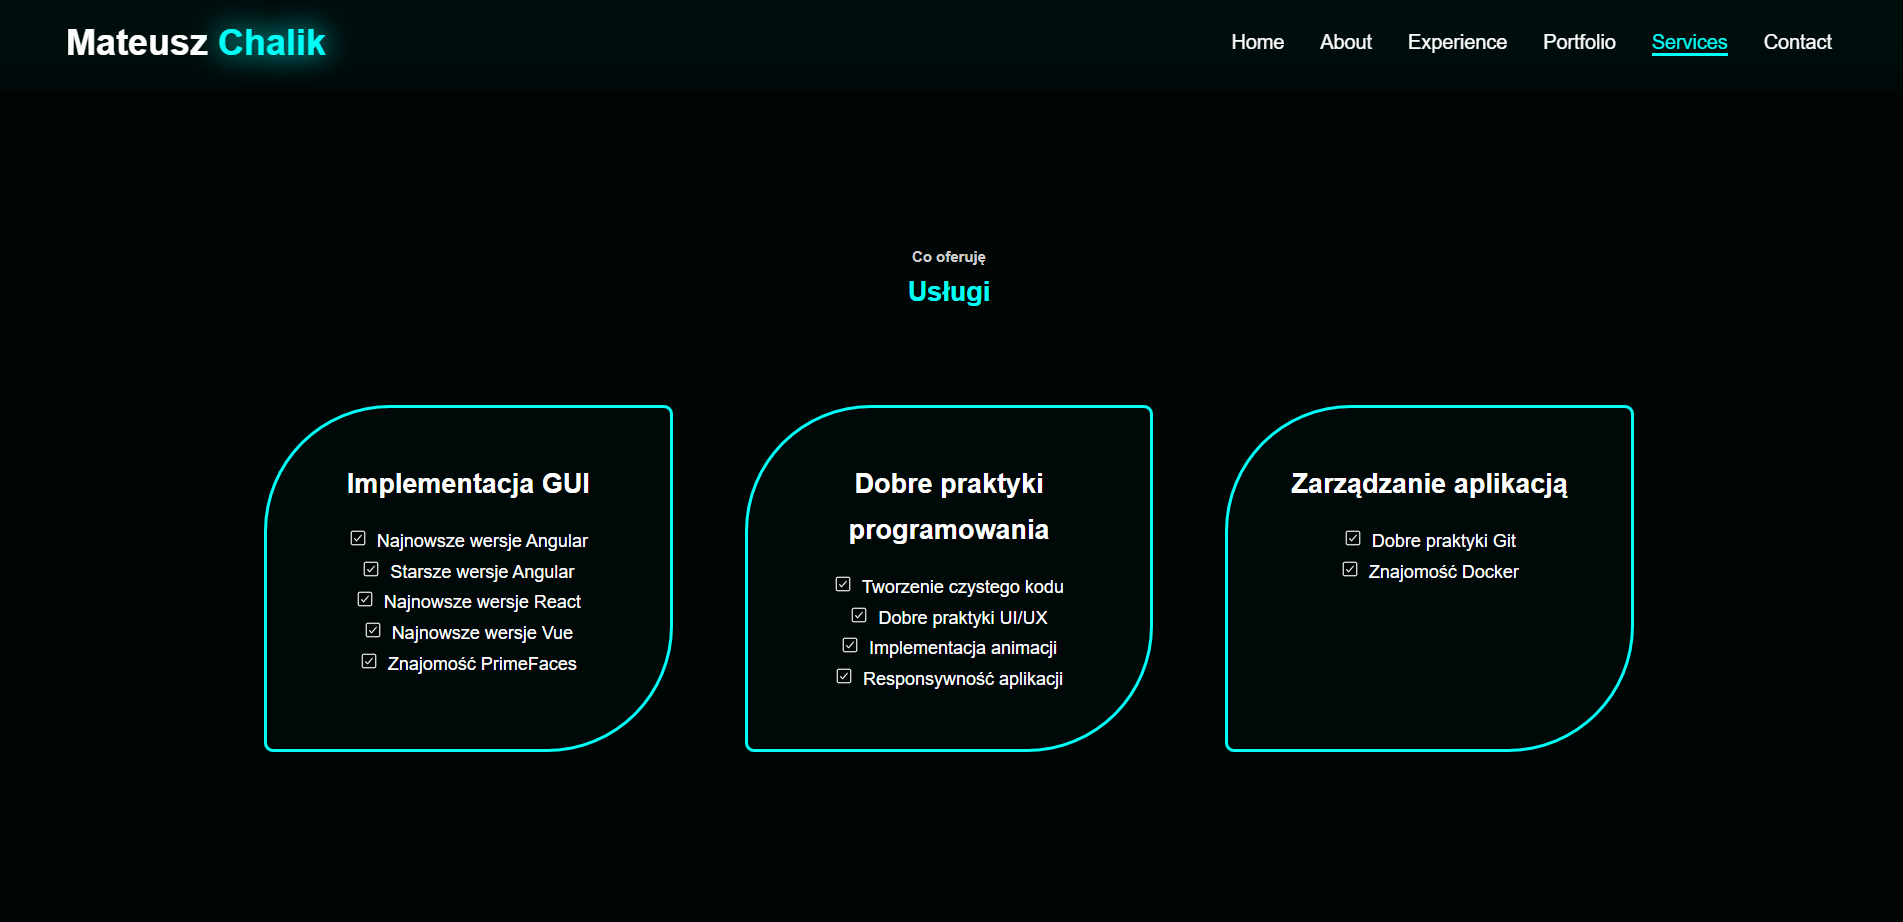 Mateusz Chalik
Home About Experience Portfolio Services Contact
Co oferuję
Usługi
Implementacja GUI
Najnowsze wersje Angular
Starsze wersje Angular
Najnowsze wersje React
Najnowsze wersje Vue
Znajomość PrimeFaces
Dobre praktyki
programowania
Tworzenie czystego kodu
Dobre praktyki UI/UX
Implementacja animacji
Responsywność aplikacji
Zarządzanie aplikacją
Dobre praktyki Git
Znajomość Docker